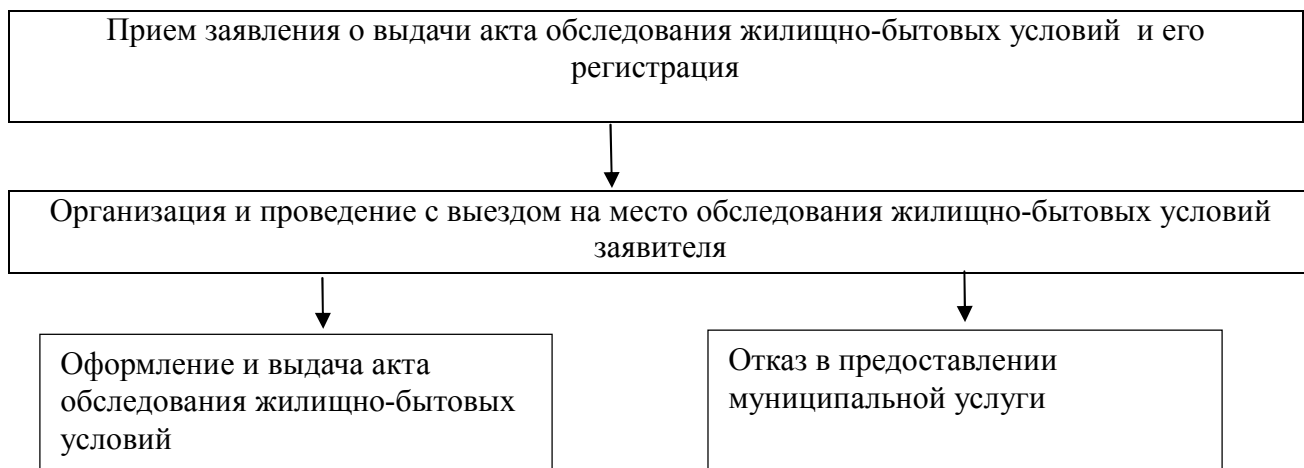 Прием заявления о выдачи акта обследования жилищно-бытовых условий и его
регистрация
Организация и проведение с выездом на место обследования жилищно-бытовых условий
заявителя
Оформление и выдача акта
обследования жилищно-бытовых
условий
Отказ в предоставлении
муниципальной услуги